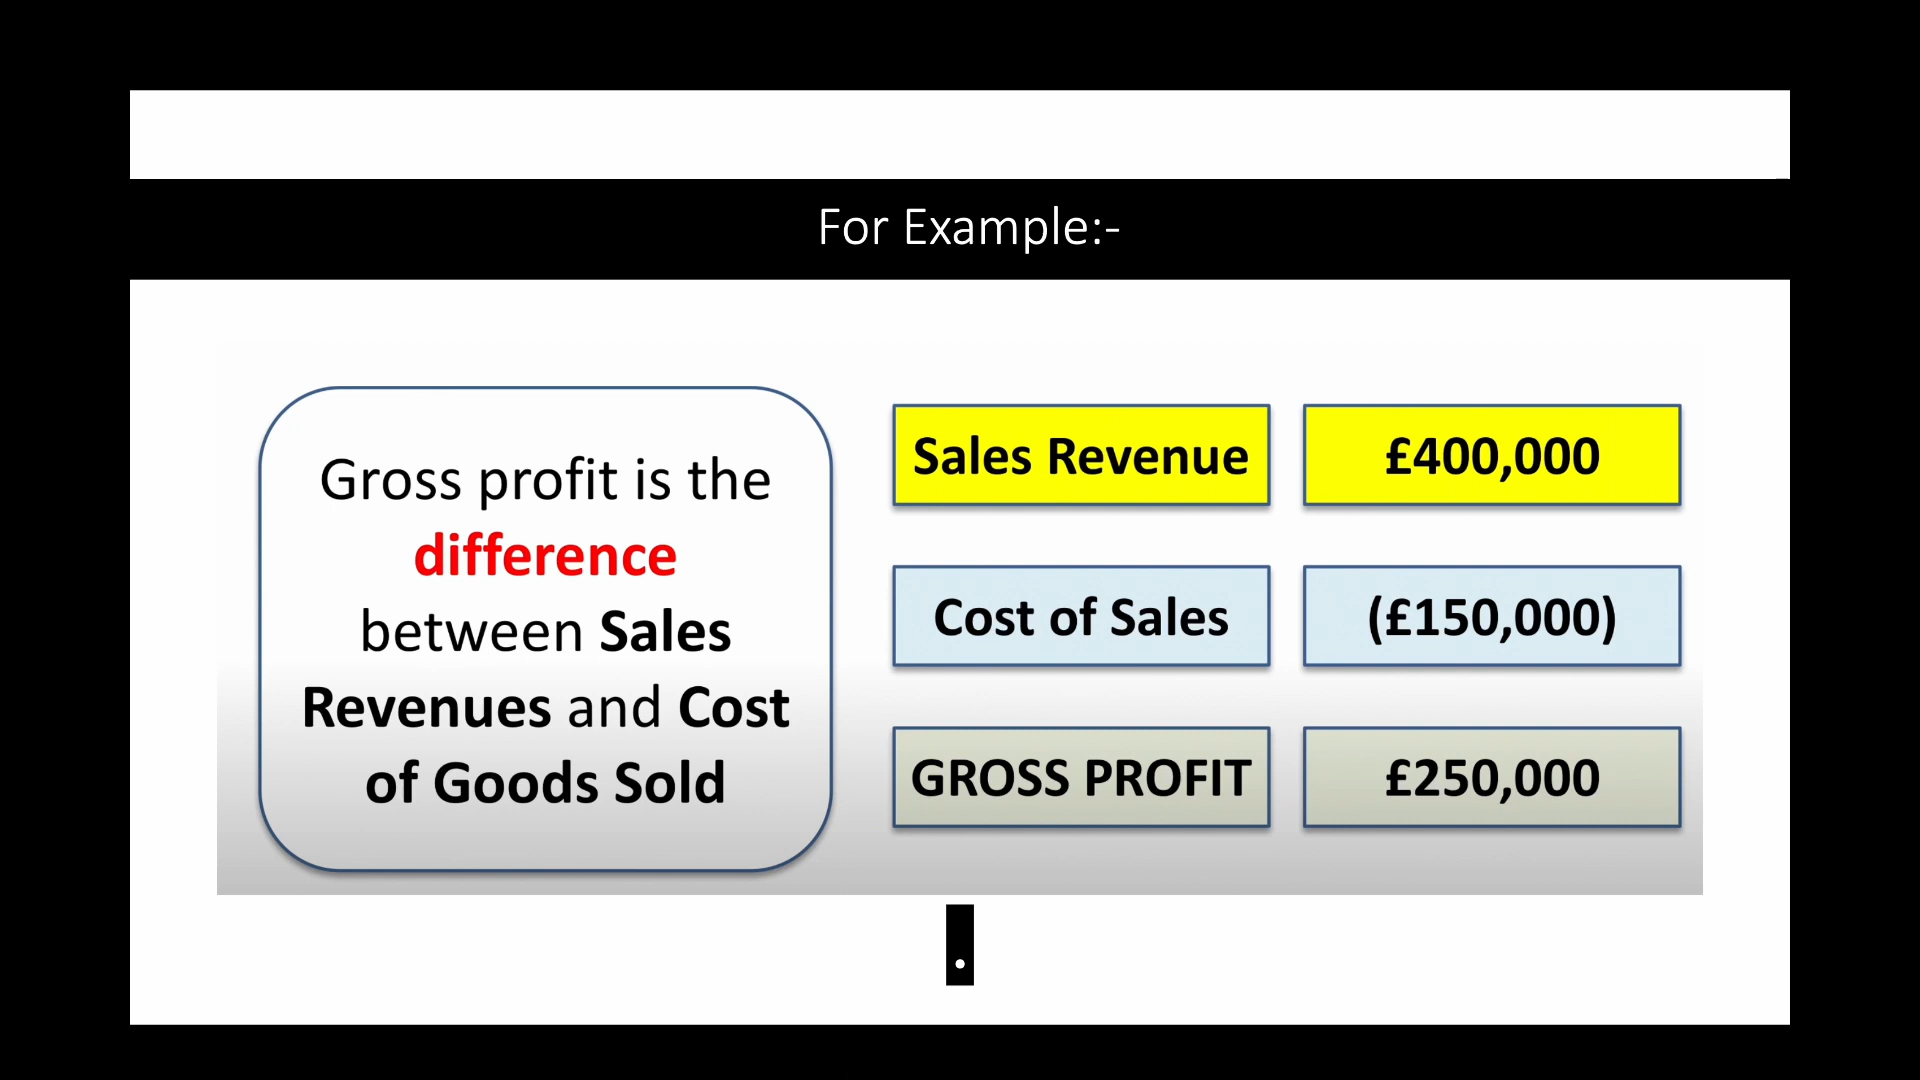 For Example:-
Gross profit is the
difference
between Sales
Revenues and Cost
of Goods Sold
Sales Revenue £400,000
Cost of Sales (£150,000)
GROSS PROFIT £250,000
.